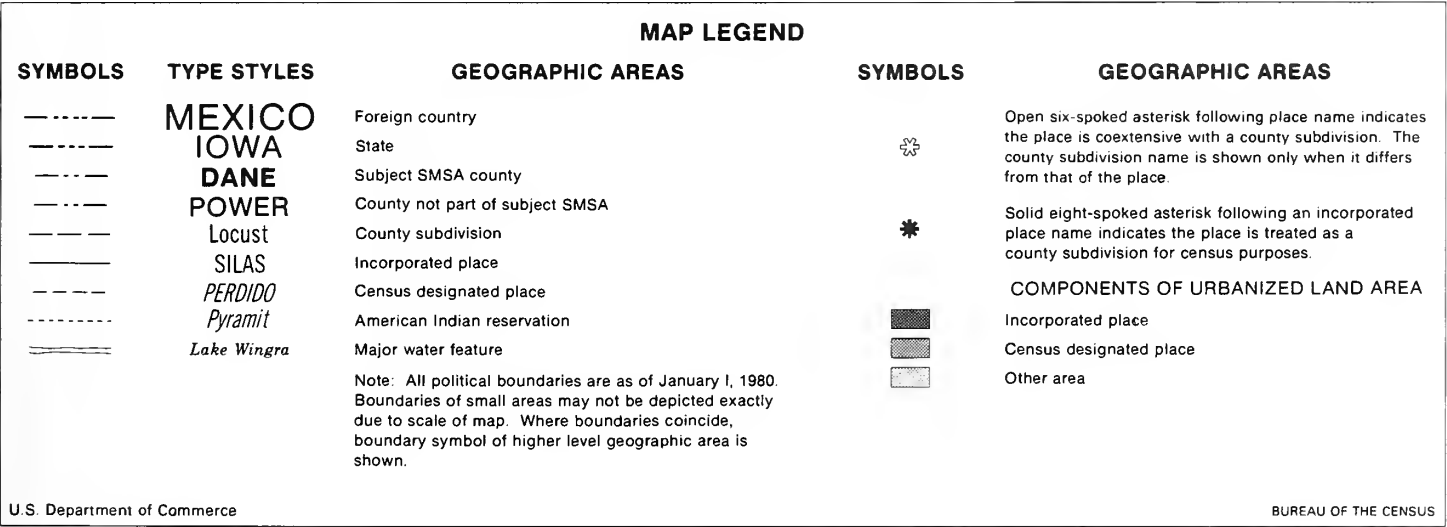 MAP LEGEND
SYMBOLS TYPE STYLES GEOGRAPHIC AREAS
MEXICO Foreign country
IOWA State
DANE Subject SMSA county
POWER County not part of subject SMSA
Locust County subdivision
SILAS Incorporated place
PERDIDO Census designated place
Pyramit American Indian reservation
Lake Wingra Major water feature
Note: All political boundaries are as of January 1, 1980.
Boundaries of small areas may not be depicted exactly
due to scale of map. Where boundaries coincide,
boundary symbol of higher level geographic area is
shown.
SYMBOLS GEOGRAPHIC AREAS
Open six-spoked asterisk following place name indicates
the place is coextensive with a county subdivision. The
county subdivision name is shown only when it differs
from that of the place.
Solid eight-spoked asterisk following an incorporated
place name indicates the place is treated as a
county subdivision for census purposes.
COMPONENTS OF URBANIZED LAND AREA
Incorporated place
Census designated place
Other area
U.S. Department of Commerce
BUREAU OF THE CENSUS